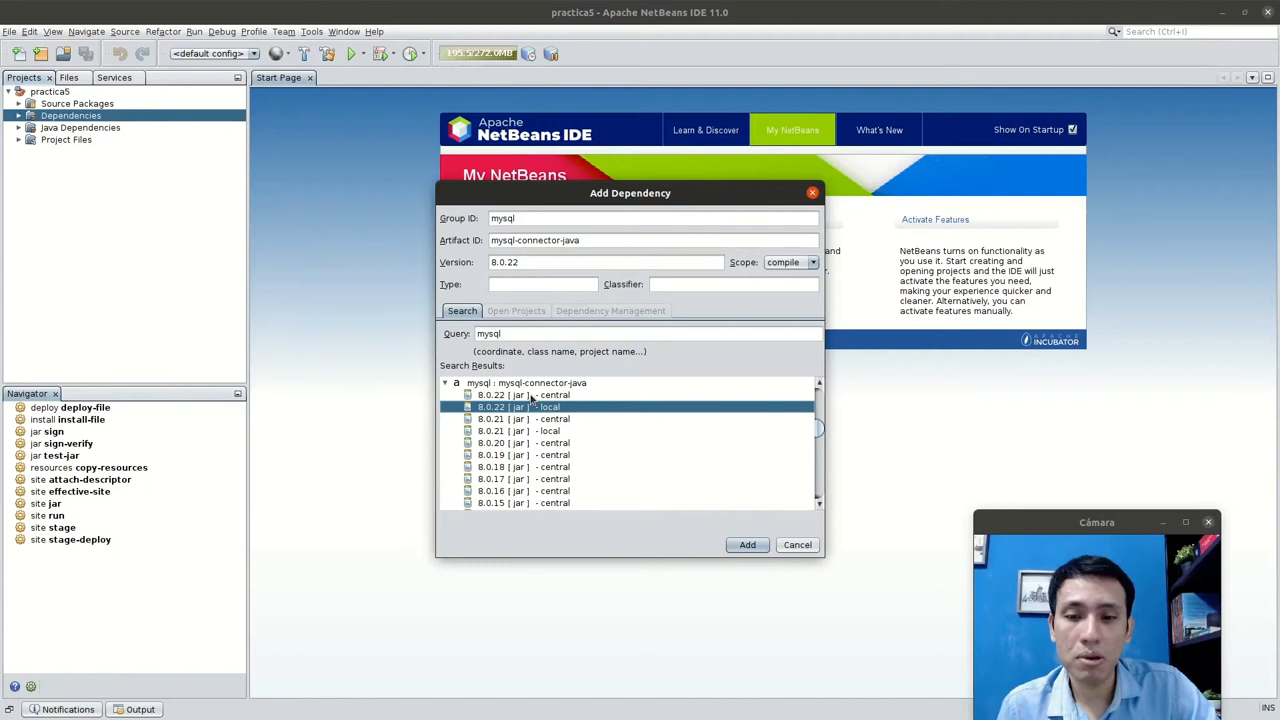 practica5 - Apache NetBeans IDE 11.0
File Edit View Navigate Source Refactor Run Debug Profile Team Tools Window Help
Search (Ctrl+I)
<default config>
195.5/272.0MB
Projects
Files
Services
Start Page
practica5
Source Packages
Dependencies
Java Dependencies
Project Files
Apache
NetBeans IDE
Learn & Discover
My NetBeans
What's New
Show On Startup
My NetBeans
Activate Features
NetBeans turns on functionality as
you use it. Start creating and
opening projects and the IDE will just
activate the features you need,
making your experience quicker and
cleaner. Alternatively, you can
activate features manually.
APACHE
INCUBATOR
Add Dependency
Group ID: mysql
Artifact ID: mysql-connector-java
Version: 8.0.22 Scope: compile
Type: Classifier:
Search Open Projects Dependency Management
Query: mysql
(coordinate, class name, project name...)
Search Results:
mysql : mysql-connector-java
8.0.22 [ jar ] - central
8.0.22 [ jar ] - local
8.0.21 [ jar ] - central
8.0.21 [ jar ] - local
8.0.20 [ jar ] - central
8.0.19 [ jar ] - central
8.0.18 [ jar ] - central
8.0.17 [ jar ] - central
8.0.16 [ jar ] - central
8.0.15 [ jar ] - central
Add
Cancel
Navigator
deploy deploy-file
install install-file
jar sign
jar sign-verify
jar test-jar
resources copy-resources
site attach-descriptor
site effective-site
site jar
site run
site stage
site stage-deploy
Cámara
Notifications
Output
INS